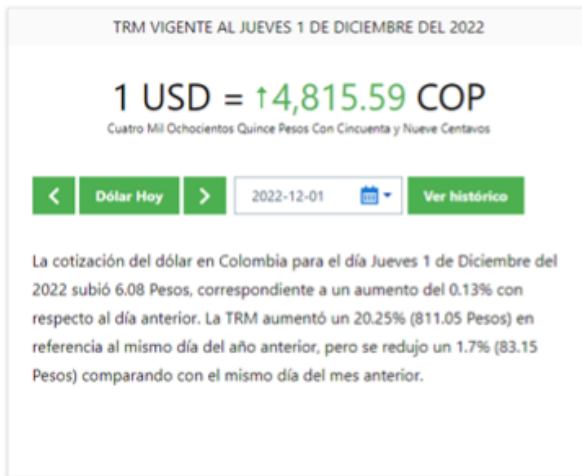 TRM VIGENTE AL JUEVES 1 DE DICIEMBRE DEL 2022
1 USD = ↑4,815.59 COP
Cuatro Mil Ochocientos Quince Pesos Con Cincuenta y Nueve Centavos
Dólar Hoy 2022-12-01 Ver histórico
La cotización del dólar en Colombia para el día Jueves 1 de Diciembre del
2022 subió 6.08 Pesos, correspondiente a un aumento del 0.13% con
respecto al día anterior. La TRM aumentó un 20.25% (811.05 Pesos) en
referencia al mismo día del año anterior, pero se redujo un 1.7% (83.15
Pesos) comparando con el mismo día del mes anterior.